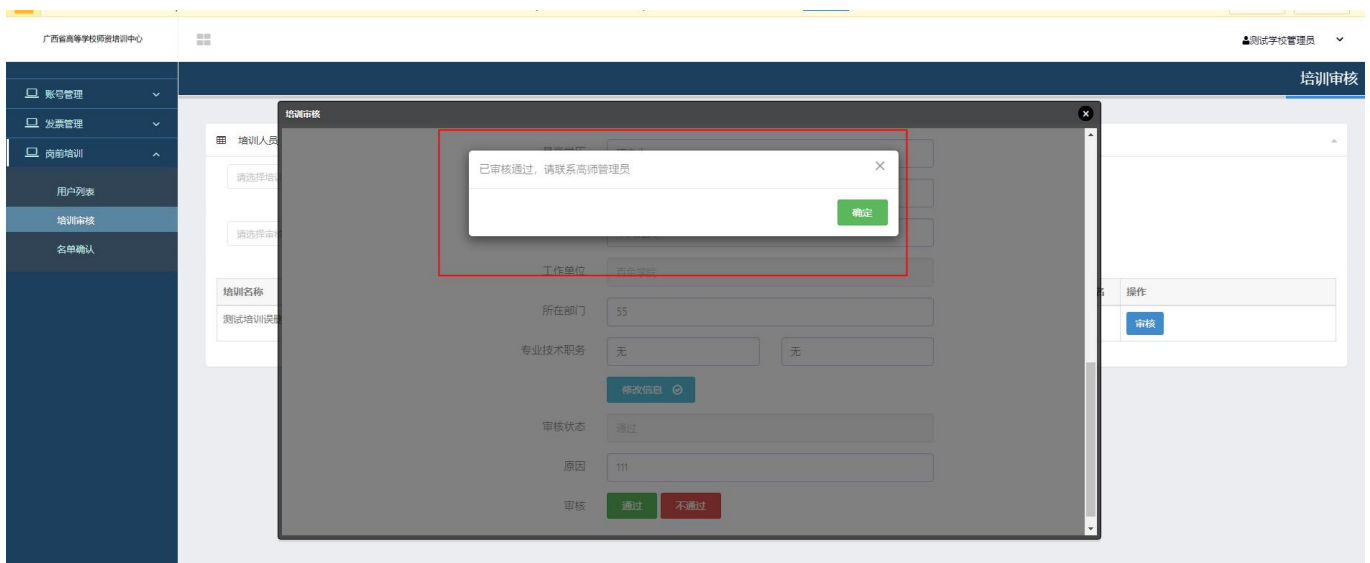 广西省高等学校师资培训中心
测试学校管理员
培训审核
账号管理
发票管理
岗前培训
用户列表
培训审核
名单确认
培训人员
请选择培训
请选择审核
培训名称
操作
测试培训误删
审核
培训审核
已审核通过，请联系高师管理员
确定
工作单位 百色学院
所在部门 55
专业技术职务 无 无
修改信息
审核状态 通过
原因 111
审核 通过 不通过